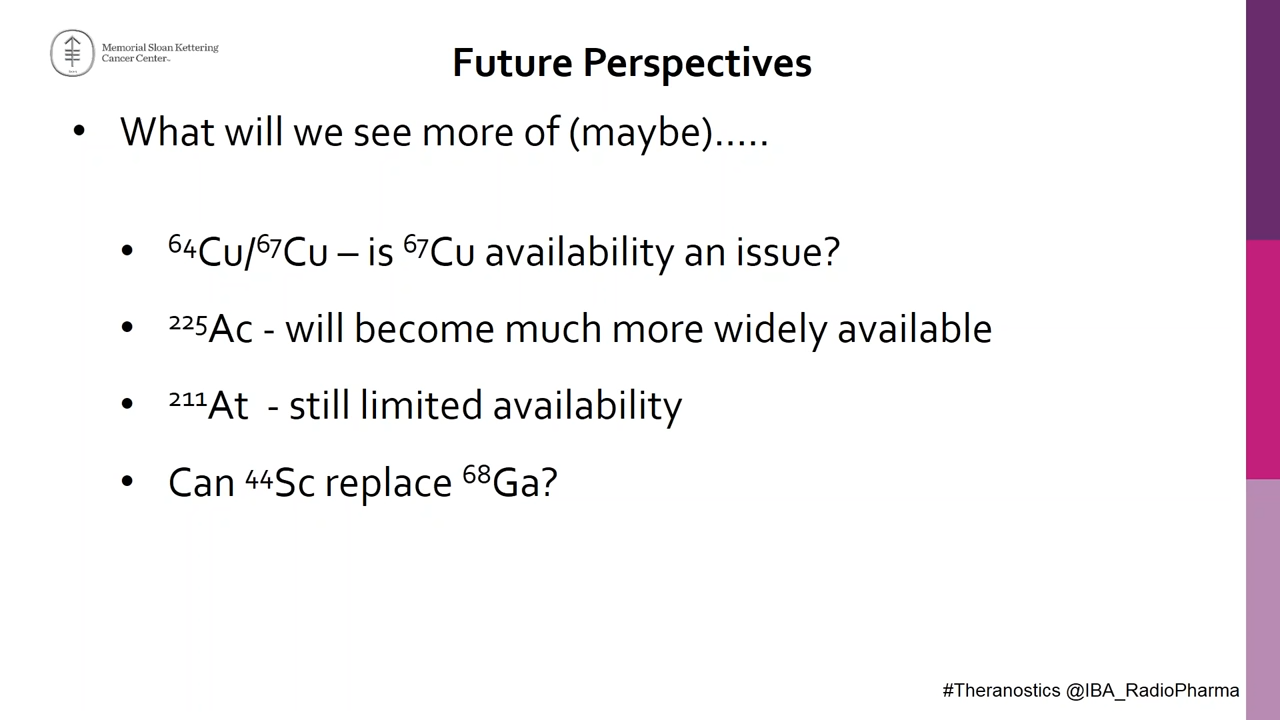 Memorial Sloan Kettering
Cancer Center™
Future Perspectives
• What will we see more of (maybe).....
• ⁶⁴Cu/⁶⁷Cu – is ⁶⁷Cu availability an issue?
• ²²⁵Ac - will become much more widely available
• ²¹¹At - still limited availability
• Can ⁴⁴Sc replace ⁶⁸Ga?
#Theranostics @IBA_RadioPharma